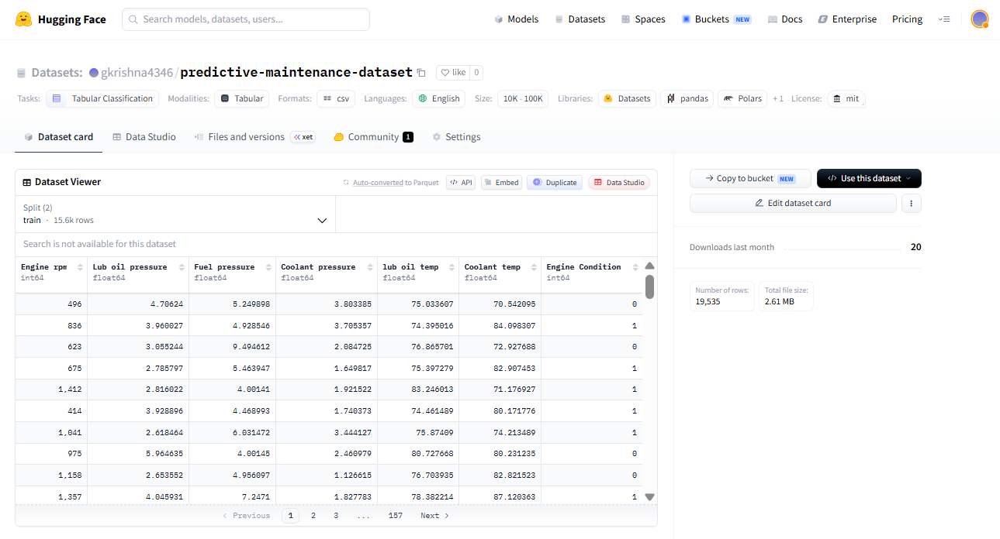 Hugging Face
Search models, datasets, users...
Models
Datasets
Spaces
Buckets NEW
Docs
Enterprise
Pricing
Datasets: gkrishna4346/predictive-maintenance-dataset
like 0
Tasks: Tabular Classification Modalities: Tabular Formats: csv Languages: English Size: 10K - 100K Libraries: Datasets pandas Polars + 1 License: mit
Dataset card
Data Studio
Files and versions xet
Community 1
Settings
Dataset Viewer
Auto-converted to Parquet
API
Embed
Duplicate
Data Studio
Split (2)
train · 15.6k rows
Search is not available for this dataset
Engine rpm Lub oil pressure Fuel pressure Coolant pressure lub oil temp Coolant temp Engine Condition
int64 float64 float64 float64 float64 float64 int64
496 4.70624 5.249898 3.803385 75.033607 70.542095 0
836 3.960027 4.928546 3.705357 74.395016 84.098307 1
623 3.055244 9.494612 2.084725 76.865701 72.927688 0
675 2.785797 5.463947 1.649817 75.397279 82.907453 1
1,412 2.816022 4.00141 1.921522 83.246013 71.176927 1
414 3.928896 4.468993 1.740373 74.461489 80.171776 1
1,041 2.618464 6.031472 3.444127 75.87409 74.213489 1
975 5.964635 4.00145 2.460979 80.727668 80.231235 0
1,158 2.653552 4.956097 1.126615 76.703935 82.821523 0
1,357 4.045931 7.2471 1.827783 78.382214 87.120363 1
< Previous 1 2 3 ... 157 Next >
→ Copy to bucket NEW
</> Use this dataset
Edit dataset card
Downloads last month 20
Number of rows:
19,535
Total file size:
2.61 MB